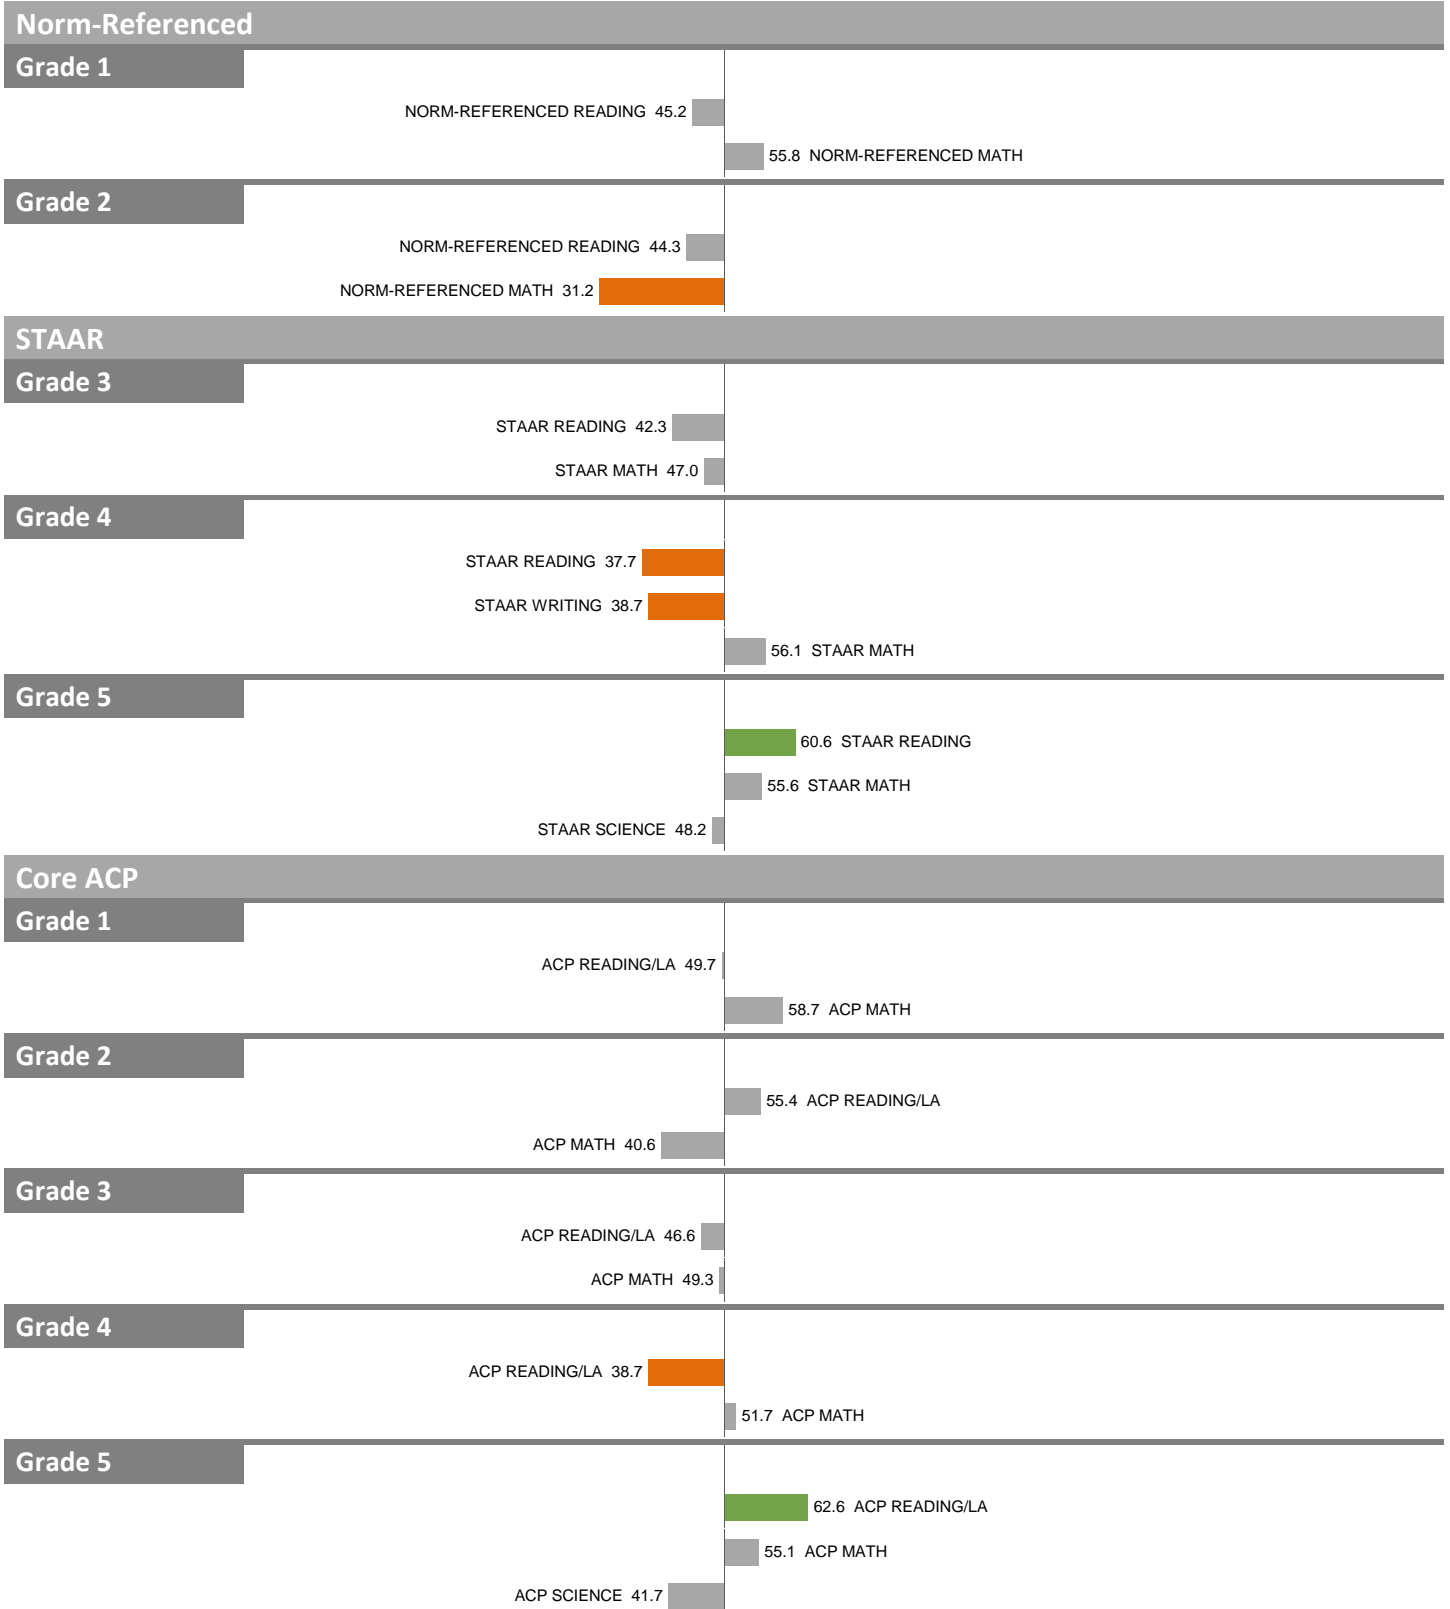 Norm-Referenced
Grade 1
NORM-REFERENCED READING 45.2
55.8 NORM-REFERENCED MATH
Grade 2
NORM-REFERENCED READING 44.3
NORM-REFERENCED MATH 31.2
STAAR
Grade 3
STAAR READING 42.3
STAAR MATH 47.0
Grade 4
STAAR READING 37.7
STAAR WRITING 38.7
56.1 STAAR MATH
Grade 5
60.6 STAAR READING
55.6 STAAR MATH
STAAR SCIENCE 48.2
Core ACP
Grade 1
ACP READING/LA 49.7
58.7 ACP MATH
Grade 2
55.4 ACP READING/LA
ACP MATH 40.6
Grade 3
ACP READING/LA 46.6
ACP MATH 49.3
Grade 4
ACP READING/LA 38.7
51.7 ACP MATH
Grade 5
62.6 ACP READING/LA
55.1 ACP MATH
ACP SCIENCE 41.7